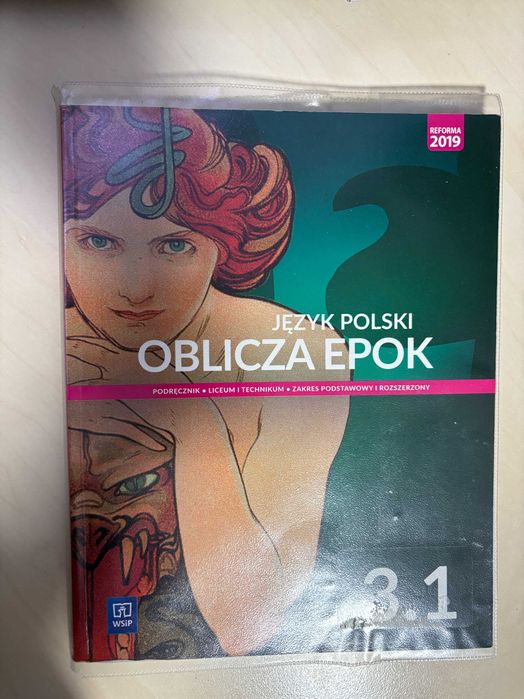 REFORMA
2019
JĘZYK POLSKI
OBLICZA EPOK
PODRĘCZNIK • LICEUM I TECHNIKUM • ZAKRES PODSTAWOWY I ROZSZERZONY
3.1
WSiP